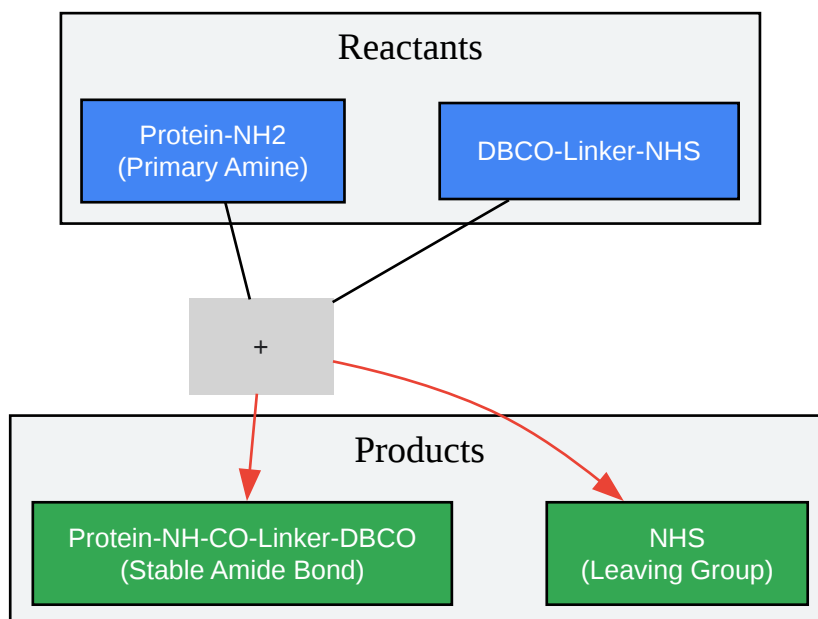 Reactants
Protein-NH2
(Primary Amine)
DBCO-Linker-NHS
+
Products
Protein-NH-CO-Linker-DBCO
(Stable Amide Bond)
NHS
(Leaving Group)